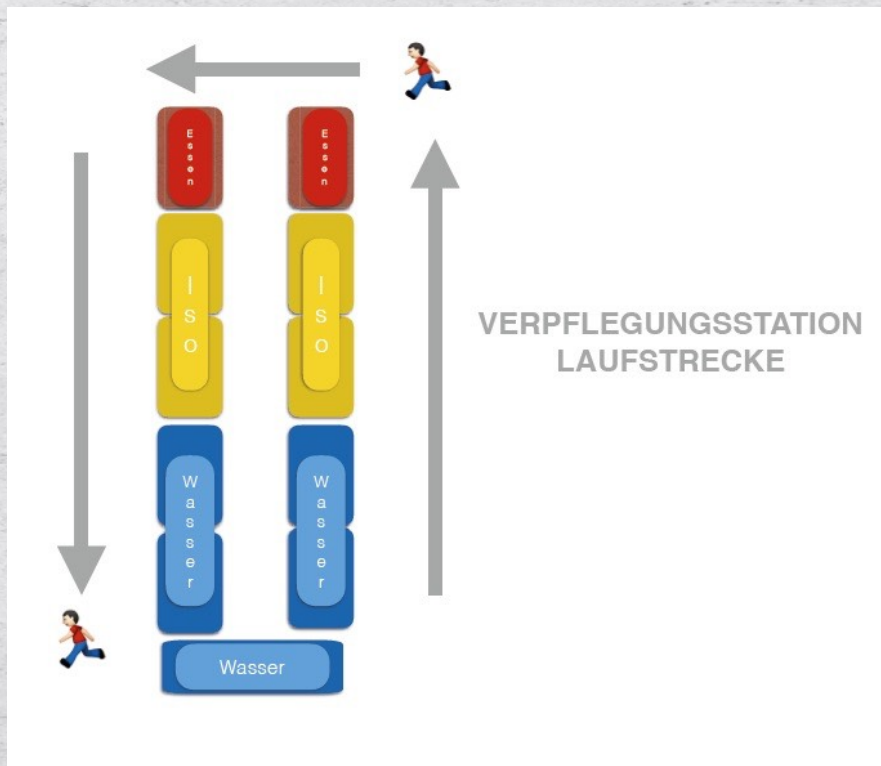 Essen
Essen
ISO
ISO
VERPFLEGUNGSSTATION
LAUFSTRECKE
Wasser
Wasser
Wasser